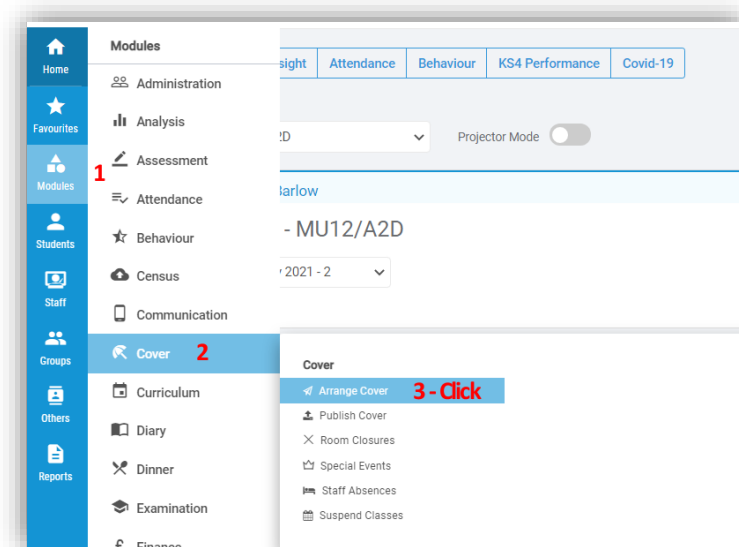 Home
Favourites
Modules
Students
Staff
Groups
Others
Reports
1
Modules
Administration
Analysis
Assessment
Attendance
Behaviour
Census
Communication
Cover 2
Curriculum
Diary
Dinner
Examination
Finance
sight Attendance Behaviour KS4 Performance Covid-19
2D Projector Mode
Barlow
- MU12/A2D
2021 - 2
Cover
Arrange Cover 3 - Click
Publish Cover
Room Closures
Special Events
Staff Absences
Suspend Classes